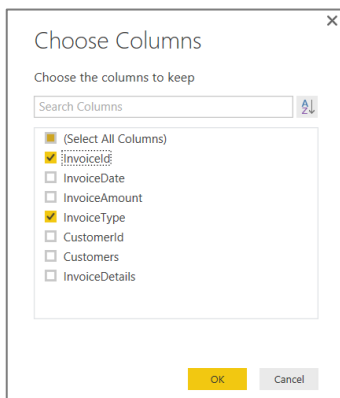 Choose Columns
Choose the columns to keep
Search Columns
(Select All Columns)
InvoiceId
InvoiceDate
InvoiceAmount
InvoiceType
CustomerId
Customers
InvoiceDetails
OK Cancel